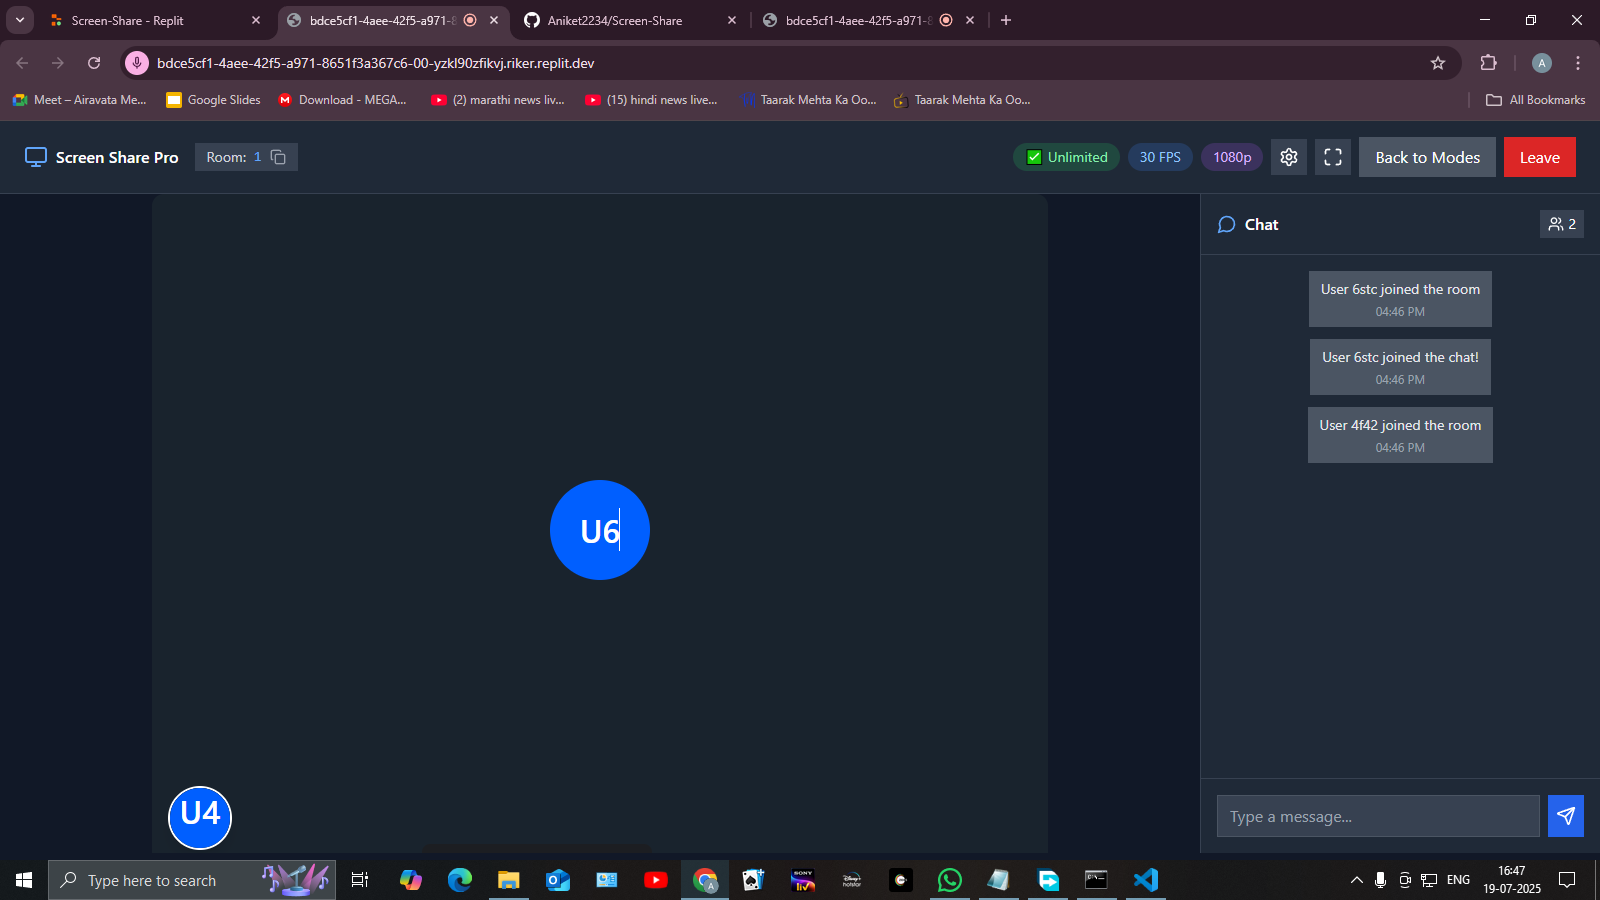 Screen-Share - Replit
bdce5cf1-4aee-42f5-a971-8
Aniket2234/Screen-Share
bdce5cf1-4aee-42f5-a971-8
bdce5cf1-4aee-42f5-a971-8651f3a367c6-00-yzkl90zfikvj.riker.replit.dev
A
Meet – Airavata Me...
Google Slides
Download - MEGA...
(2) marathi news liv...
(15) hindi news live...
Taarak Mehta Ka Oo...
Taarak Mehta Ka Oo...
All Bookmarks
Screen Share Pro
Room: 1
Unlimited
30 FPS
1080p
Back to Modes
Leave
Chat
2
User 6stc joined the room
04:46 PM
User 6stc joined the chat!
04:46 PM
User 4f42 joined the room
04:46 PM
U6
U4
Type a message...
Type here to search
A
SONY
liv
hotstar
ENG
16:47
19-07-2025